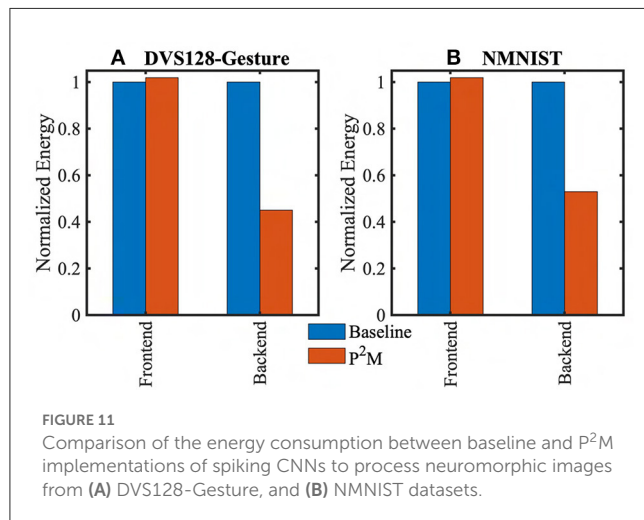 A DVS128-Gesture
B NMNIST
Normalized Energy
1
0.8
0.6
0.4
0.2
0
Frontend
Backend
Normalized Energy
1
0.8
0.6
0.4
0.2
0
Frontend
Backend
Baseline
P²M
FIGURE 11
Comparison of the energy consumption between baseline and P²M
implementations of spiking CNNs to process neuromorphic images
from (A) DVS128-Gesture, and (B) NMNIST datasets.